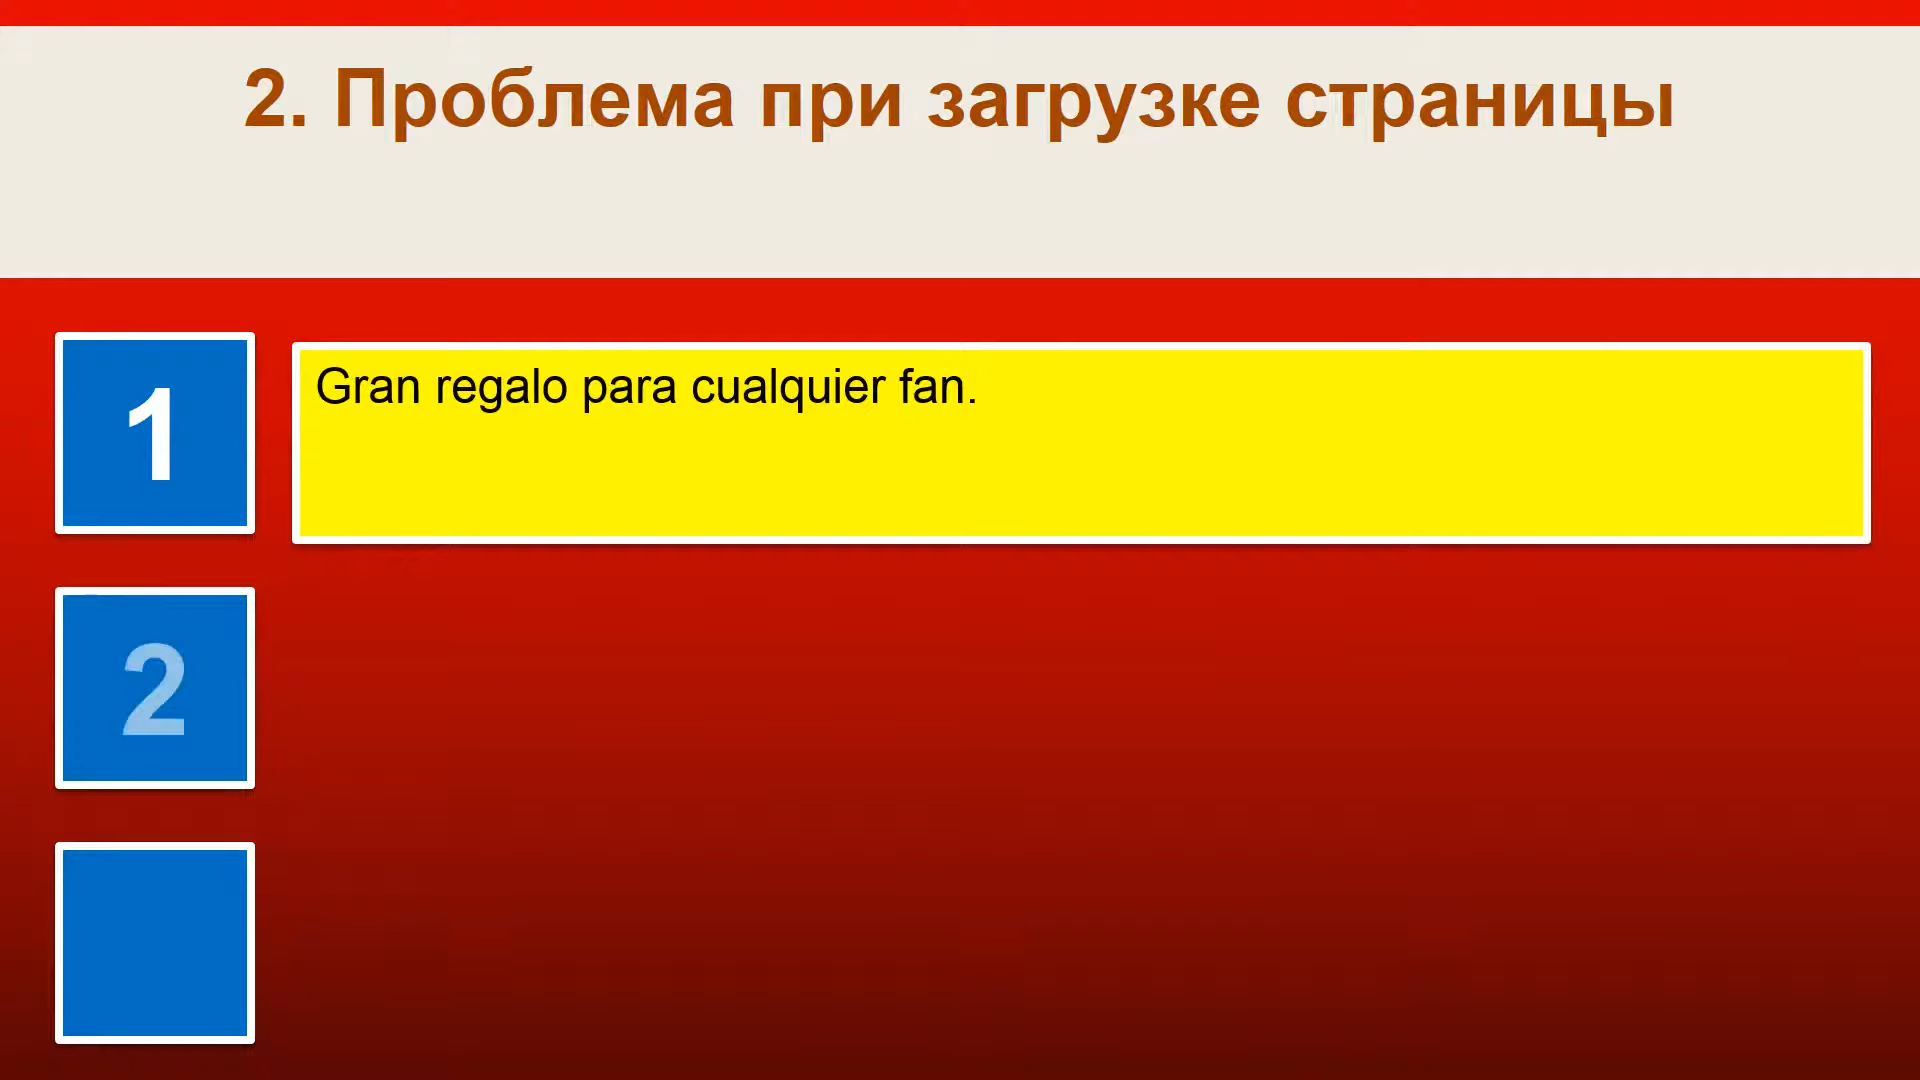 2. Проблема при загрузке страницы
1
Gran regalo para cualquier fan.
2